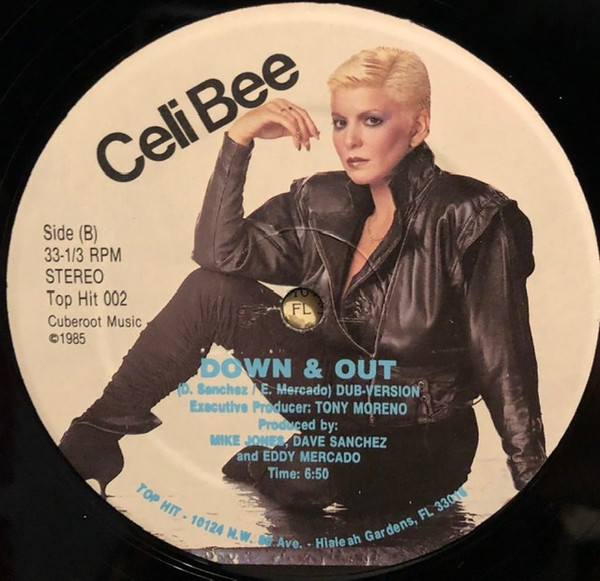 Celi Bee
Side (B)
33-1/3 RPM
STEREO
Top Hit 002
Cuberoot Music
©1985
FL
DOWN & OUT
(D. Sanchez / E. Mercado) DUB-VERSION
Executive Producer: TONY MORENO
Produced by:
MIKE JONES, DAVE SANCHEZ
and EDDY MERCADO
Time: 6:50
TOP HIT - 10124 N.W. Ave. - Hialeah Gardens, FL